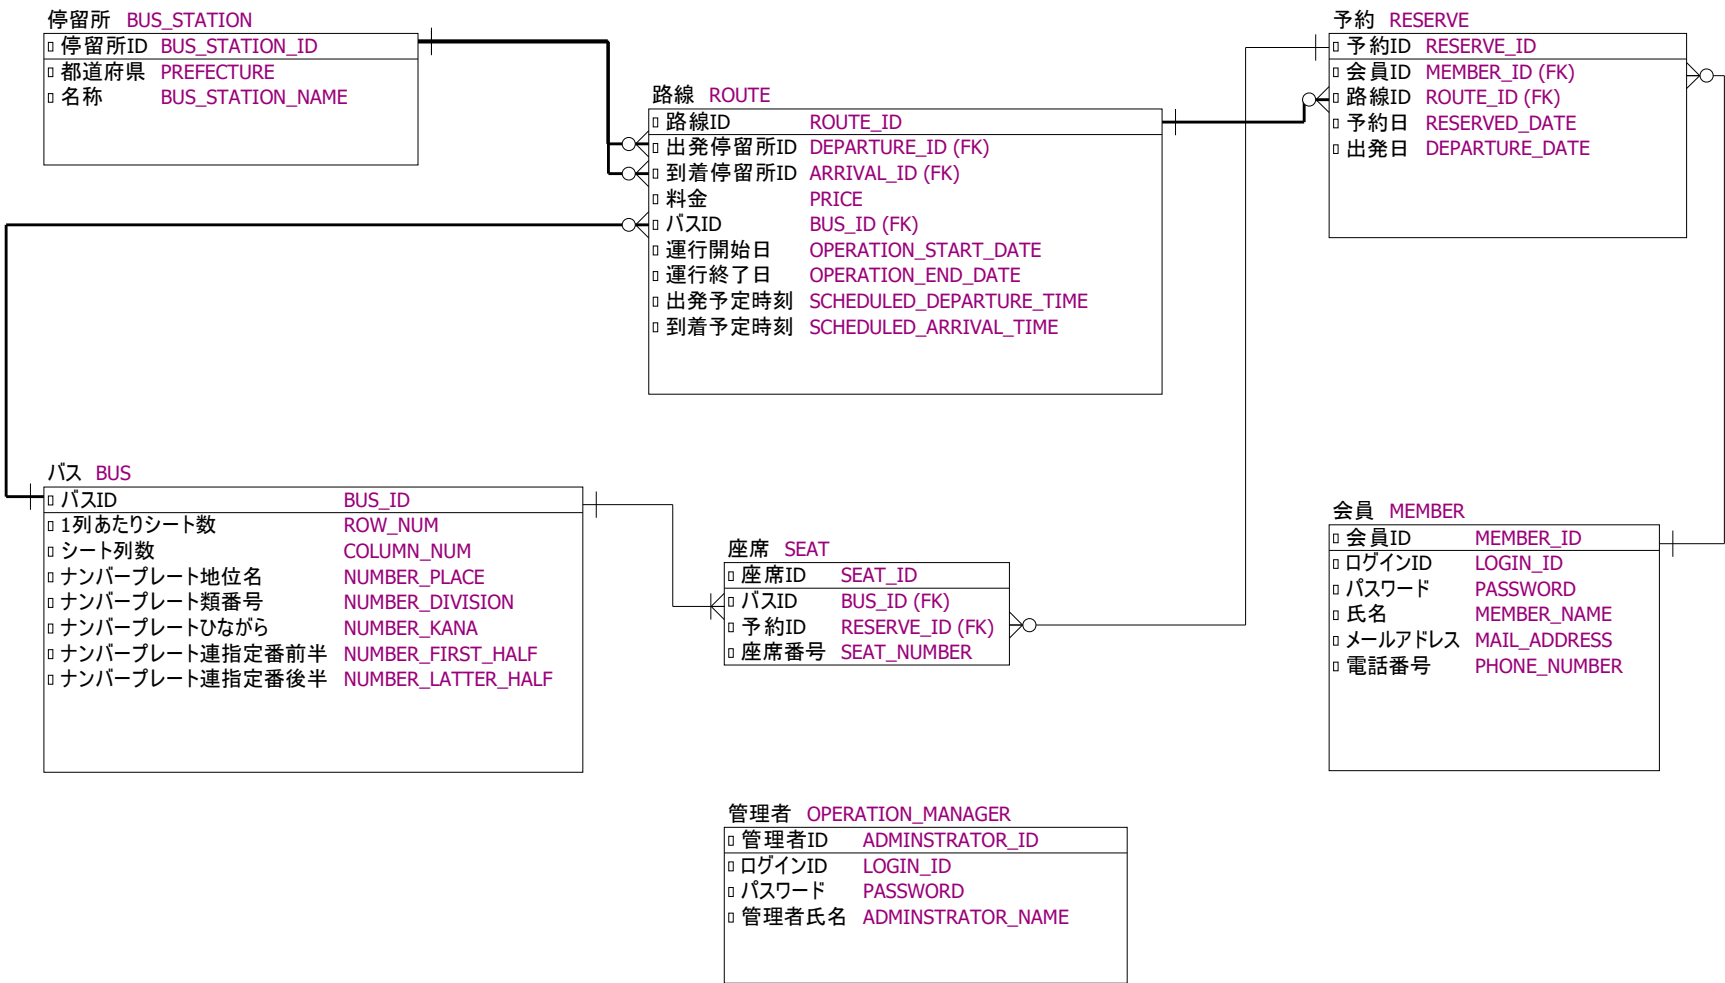 停留所 BUS_STATION
停留所ID BUS_STATION_ID
都道府県 PREFECTURE
名称 BUS_STATION_NAME
路線 ROUTE
路線ID ROUTE_ID
出発停留所ID DEPARTURE_ID (FK)
到着停留所ID ARRIVAL_ID (FK)
料金 PRICE
バスID BUS_ID (FK)
運行開始日 OPERATION_START_DATE
運行終了日 OPERATION_END_DATE
出発予定時刻 SCHEDULED_DEPARTURE_TIME
到着予定時刻 SCHEDULED_ARRIVAL_TIME
予約 RESERVE
予約ID RESERVE_ID
会員ID MEMBER_ID (FK)
路線ID ROUTE_ID (FK)
予約日 RESERVED_DATE
出発日 DEPARTURE_DATE
バス BUS
バスID BUS_ID
1列あたりシート数 ROW_NUM
シート列数 COLUMN_NUM
ナンバープレート地位名 NUMBER_PLACE
ナンバープレート類番号 NUMBER_DIVISION
ナンバープレートひながら NUMBER_KANA
ナンバープレート連指定番前半 NUMBER_FIRST_HALF
ナンバープレート連指定番後半 NUMBER_LATTER_HALF
座席 SEAT
座席ID SEAT_ID
バスID BUS_ID (FK)
予約ID RESERVE_ID (FK)
座席番号 SEAT_NUMBER
会員 MEMBER
会員ID MEMBER_ID
ログインID LOGIN_ID
パスワード PASSWORD
氏名 MEMBER_NAME
メールアドレス MAIL_ADDRESS
電話番号 PHONE_NUMBER
管理者 OPERATION_MANAGER
管理者ID ADMINSTRATOR_ID
ログインID LOGIN_ID
パスワード PASSWORD
管理者氏名 ADMINSTRATOR_NAME